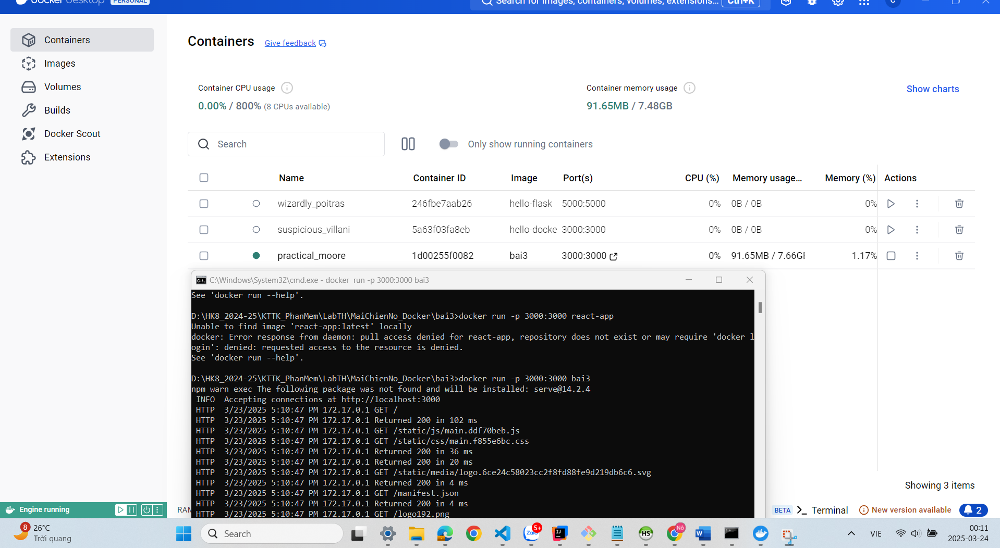 docker desktop PERSONAL
Search for images, containers, volumes, extensions... Ctrl+K
C
Containers
Images
Volumes
Builds
Docker Scout
Extensions
Containers Give feedback
Container CPU usage
0.00% / 800% (8 CPUs available)
Container memory usage
91.65MB / 7.48GB
Show charts
Search
Only show running containers
Name Container ID Image Port(s) CPU (%) Memory usage... Memory (%) Actions
wizardly_poitras 246fbe7aab26 hello-flask 5000:5000 0% 0B / 0B 0%
suspicious_villani 5a63f03fa8eb hello-docke 3000:3000 0% 0B / 0B 0%
practical_moore 1d00255f0082 bai3 3000:3000 0% 91.65MB / 7.66GI 1.17%
C:\Windows\System32\cmd.exe - docker  run -p 3000:3000 bai3
See 'docker run --help'.
D:\HK8_2024-25\KTTK_PhanMem\LabTH\MaiChienNo_Docker\bai3>docker run -p 3000:3000 react-app
Unable to find image 'react-app:latest' locally
docker: Error response from daemon: pull access denied for react-app, repository does not exist or may require 'docker l
ogin': denied: requested access to the resource is denied.
See 'docker run --help'.
D:\HK8_2024-25\KTTK_PhanMem\LabTH\MaiChienNo_Docker\bai3>docker run -p 3000:3000 bai3
npm warn exec The following package was not found and will be installed: serve@14.2.4
INFO  Accepting connections at http://localhost:3000
HTTP  3/23/2025 5:10:47 PM 172.17.0.1 GET /
HTTP  3/23/2025 5:10:47 PM 172.17.0.1 Returned 200 in 102 ms
HTTP  3/23/2025 5:10:47 PM 172.17.0.1 GET /static/js/main.ddf70beb.js
HTTP  3/23/2025 5:10:47 PM 172.17.0.1 GET /static/css/main.f855e6bc.css
HTTP  3/23/2025 5:10:47 PM 172.17.0.1 Returned 200 in 36 ms
HTTP  3/23/2025 5:10:47 PM 172.17.0.1 Returned 200 in 20 ms
HTTP  3/23/2025 5:10:47 PM 172.17.0.1 GET /static/media/logo.6ce24c58023cc2f8fd88fe9d219db6c6.svg
HTTP  3/23/2025 5:10:47 PM 172.17.0.1 Returned 200 in 4 ms
HTTP  3/23/2025 5:10:47 PM 172.17.0.1 GET /manifest.json
HTTP  3/23/2025 5:10:47 PM 172.17.0.1 Returned 200 in 4 ms
HTTP  3/23/2025 5:10:47 PM 172.17.0.1 GET /logo192.png
Showing 3 items
Engine running
RAM
BETA Terminal New version available 2
8 26°C
Trời quang
Search
5+
Zalo
IJ
HS
Nô
W
VIE
00:11
2025-03-24